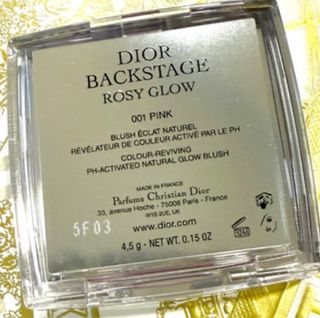 DIOR
BACKSTAGE
ROSY GLOW
001 PINK
BLUSH ÉCLAT NATUREL
RÉVÉLATEUR DE COULEUR ACTIVÉ PAR LE PH
COLOUR-REVIVING
PH-ACTIVATED NATURAL GLOW BLUSH
MADE IN FRANCE
Parfums Christian Dior
33, avenue Hoche - 75008 Paris - France
W1S 2UE, UK
www.dior.com
5F03
4,5 g - NET WT. 0.15 OZ.